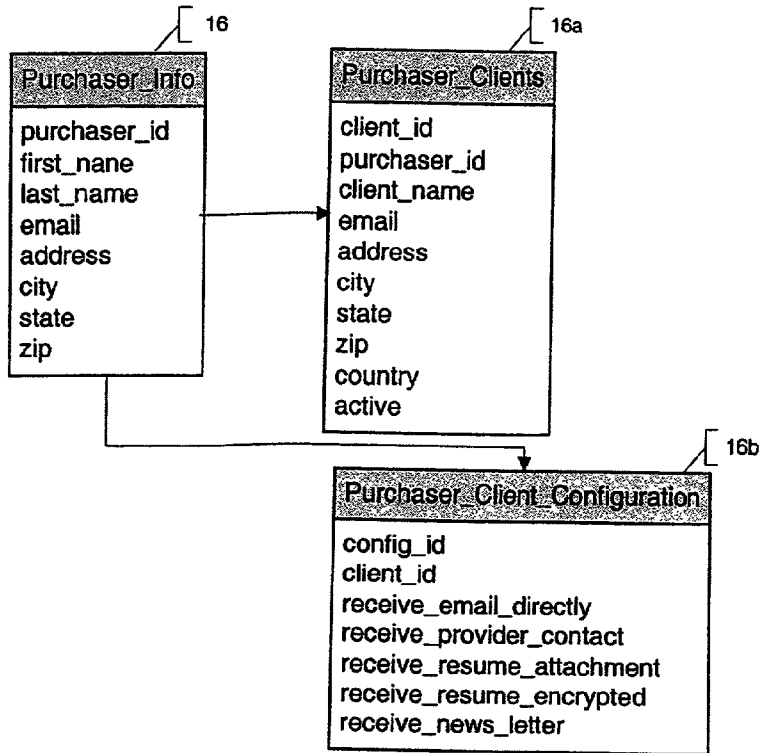 16
Purchaser_Info
purchaser_id
first_nane
last_name
email
address
city
state
zip
16a
Purchaser_Clients
client_id
purchaser_id
client_name
email
address
city
state
zip
country
active
16b
Purchaser_Client_Configuration
config_id
client_id
receive_email_directly
receive_provider_contact
receive_resume_attachment
receive_resume_encrypted
receive_news_letter